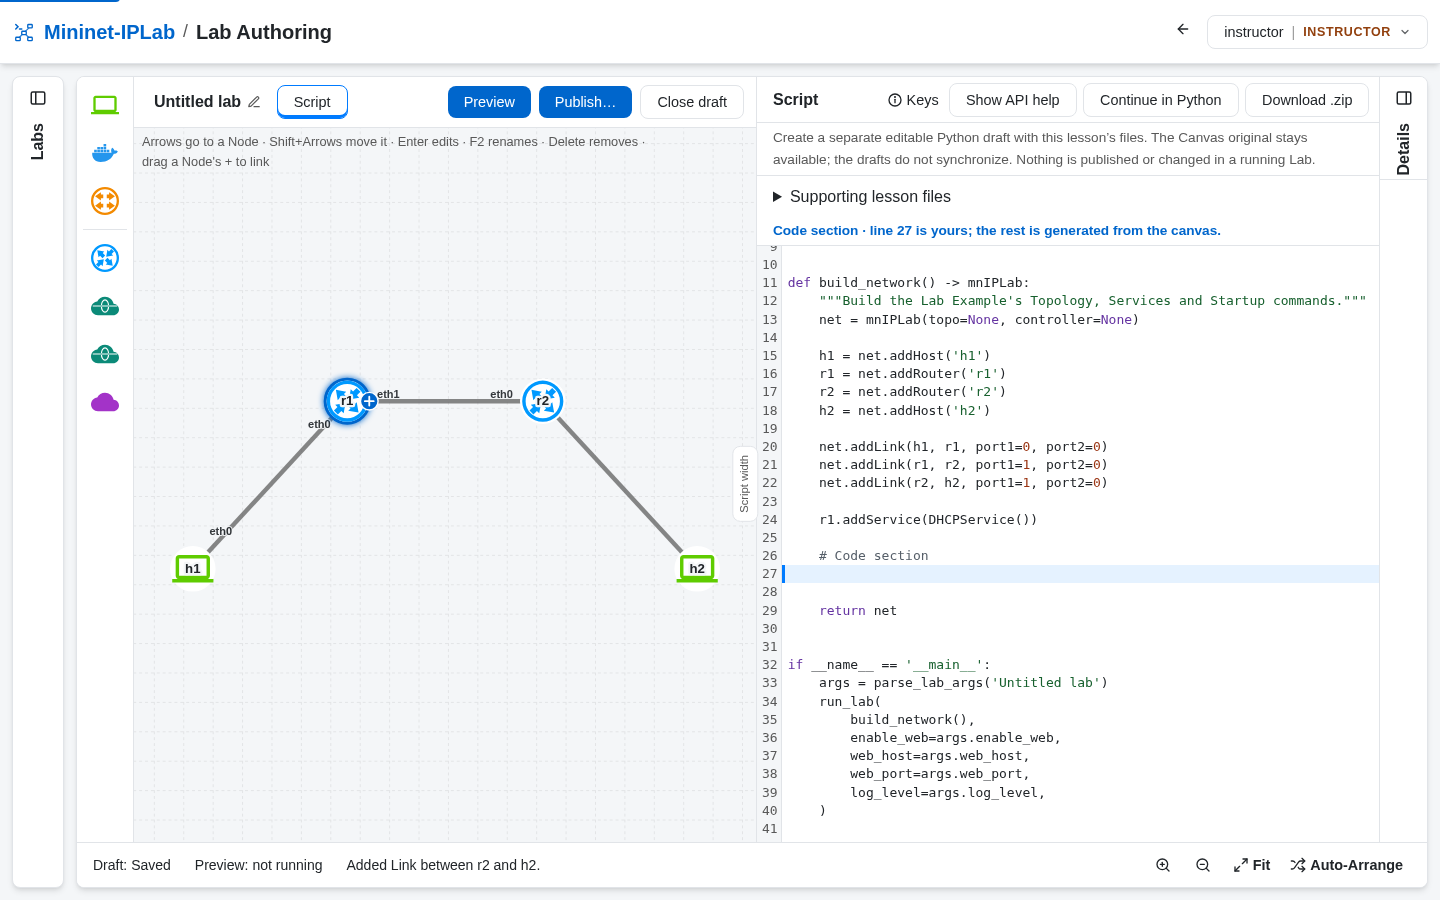 Mininet-IPLab / Lab Authoring
instructor | INSTRUCTOR
Labs
Untitled lab
Script
Preview
Publish…
Close draft
Arrows go to a Node · Shift+Arrows move it · Enter edits · F2 renames · Delete removes ·
drag a Node's + to link
r1
eth1
eth0
r2
eth0
eth0
h1
h2
Script width
Script
Keys
Show API help
Continue in Python
Download .zip
Create a separate editable Python draft with this lesson's files. The Canvas original stays
available; the drafts do not synchronize. Nothing is published or changed in a running Lab.
Supporting lesson files
Code section · line 27 is yours; the rest is generated from the canvas.
9
10
11 def build_network() -> mnIPLab:
12     """Build the Lab Example's Topology, Services and Startup commands."""
13     net = mnIPLab(topo=None, controller=None)
14
15     h1 = net.addHost('h1')
16     r1 = net.addRouter('r1')
17     r2 = net.addRouter('r2')
18     h2 = net.addHost('h2')
19
20     net.addLink(h1, r1, port1=0, port2=0)
21     net.addLink(r1, r2, port1=1, port2=0)
22     net.addLink(r2, h2, port1=1, port2=0)
23
24     r1.addService(DHCPService())
25
26     # Code section
27
28
29     return net
30
31
32 if __name__ == '__main__':
33     args = parse_lab_args('Untitled lab')
34     run_lab(
35         build_network(),
36         enable_web=args.enable_web,
37         web_host=args.web_host,
38         web_port=args.web_port,
39         log_level=args.log_level,
40     )
41
Details
Draft: Saved
Preview: not running
Added Link between r2 and h2.
Fit
Auto-Arrange